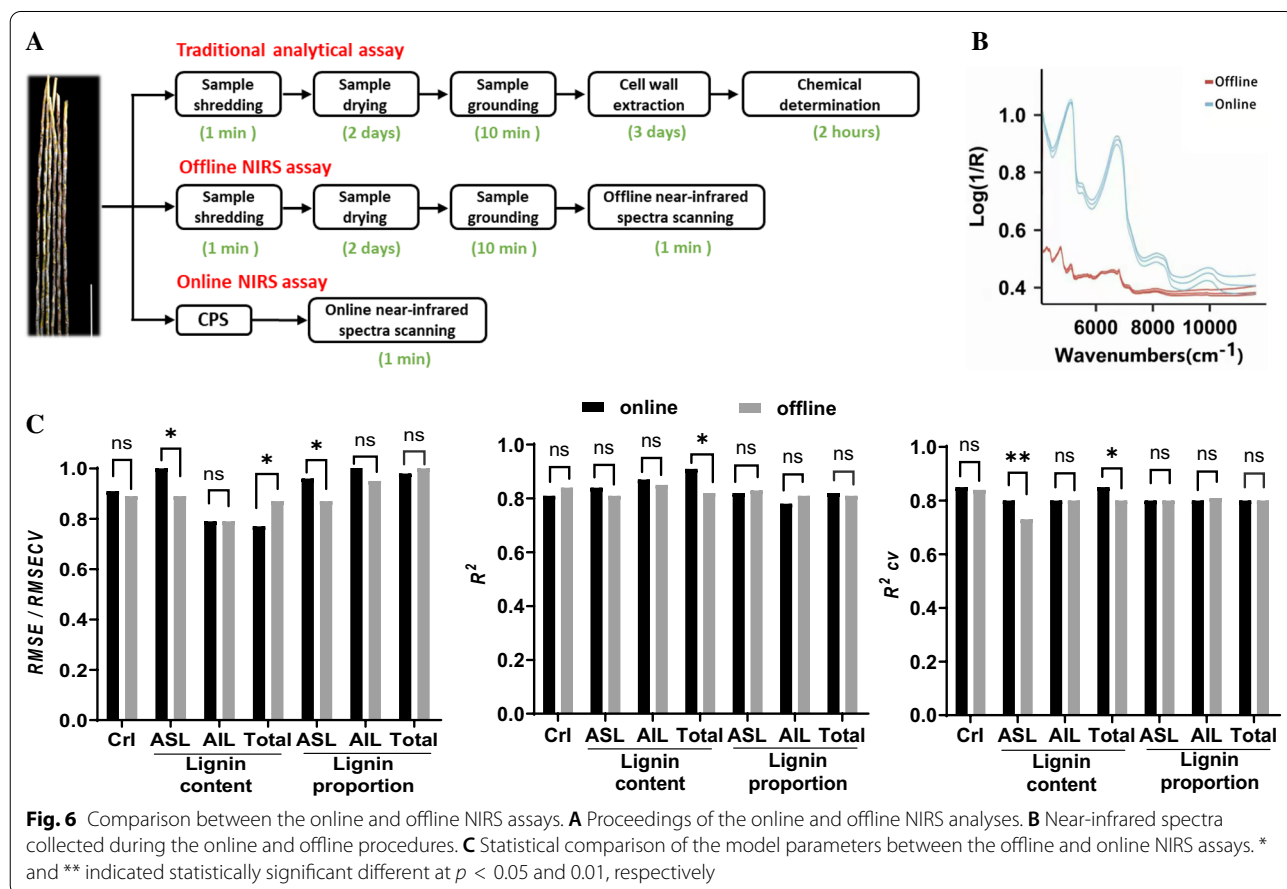 A
Traditional analytical assay
Sample shredding
Sample drying
Sample grounding
Cell wall extraction
Chemical determination
(1 min )
(2 days)
(10 min)
(3 days)
(2 hours)
Offline NIRS assay
Sample shredding
Sample drying
Sample grounding
Offline near-infrared spectra scanning
(1 min )
(2 days)
(10 min)
(1 min )
Online NIRS assay
CPS
Online near-infrared spectra scanning
(1 min)
B
Offline
Online
Log(1/R)
1.0
0.8
0.6
0.4
6000 8000 10000
Wavenumbers(cm⁻¹)
C
online offline
RMSE / RMSECV
1.0
0.8
0.6
0.4
0.2
0.0
ns * ns * * ns ns
CrI ASL AIL Total ASL AIL Total
Lignin content
Lignin proportion
R²
1.0
0.8
0.6
0.4
0.2
0.0
ns ns ns * ns ns ns
CrI ASL AIL Total ASL AIL Total
Lignin content
Lignin proportion
R² cv
1.0
0.8
0.6
0.4
0.2
0.0
ns ** ns * ns ns ns
CrI ASL AIL Total ASL AIL Total
Lignin content
Lignin proportion
Fig. 6 Comparison between the online and offline NIRS assays. A Proceedings of the online and offline NIRS analyses. B Near-infrared spectra
collected during the online and offline procedures. C Statistical comparison of the model parameters between the offline and online NIRS assays. *
and ** indicated statistically significant different at p < 0.05 and 0.01, respectively